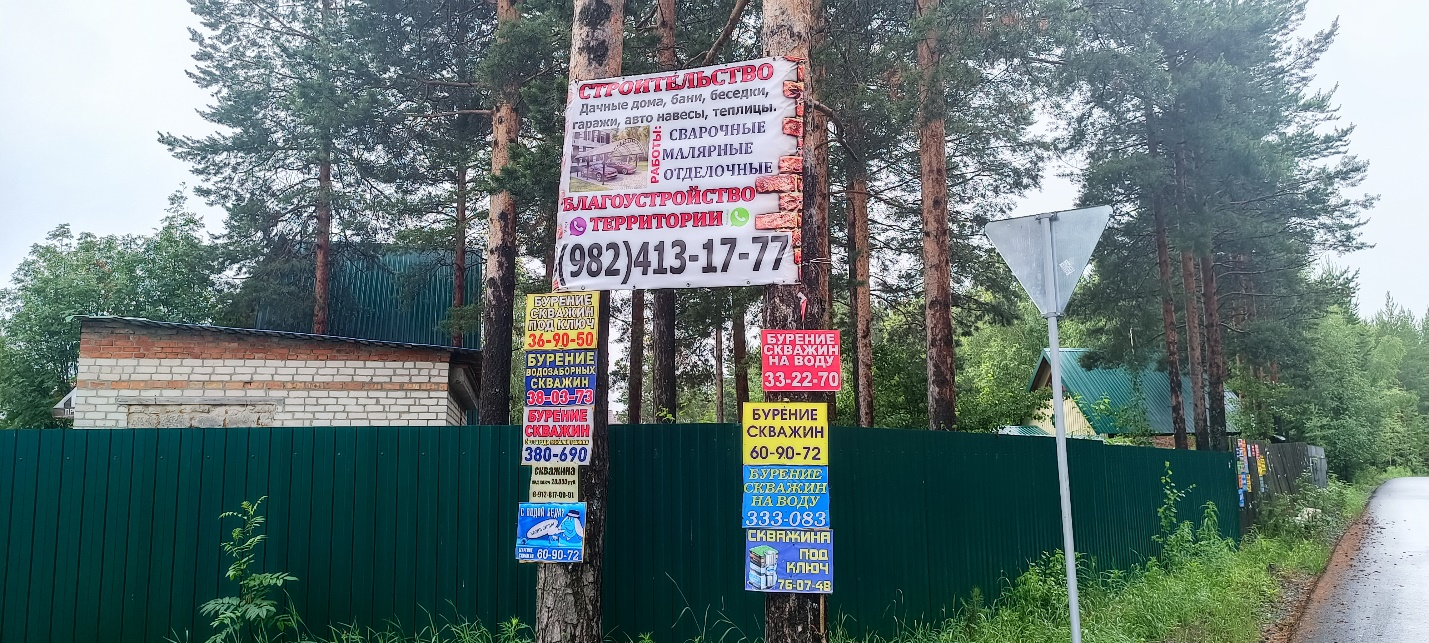 СТРОИТЕЛЬСТВО
Дачные дома, бани, беседки,
гаражи, авто навесы, теплицы.
РАБОТЫ:
СВАРОЧНЫЕ
МАЛЯРНЫЕ
ОТДЕЛОЧНЫЕ
БЛАГОУСТРОЙСТВО
ТЕРРИТОРИИ
(982)413-17-77
БУРЕНИЕ
СКВАЖИН
ПОД КЛЮЧ
36-90-50
БУРЕНИЕ
ВОДОЗАБОРНЫХ
СКВАЖИН
38-03-73
БУРЕНИЕ
СКВАЖИН
380-690
СКВАЖИНА
С ВОДОЙ БЕДА?
60-90-72
БУРЕНИЕ
СКВАЖИН
НА ВОДУ
33-22-70
БУРЕНИЕ
СКВАЖИН
60-90-72
БУРЕНИЕ
СКВАЖИН
НА ВОДУ
333-083
СКВАЖИНА
ПОД
КЛЮЧ
76-07-48